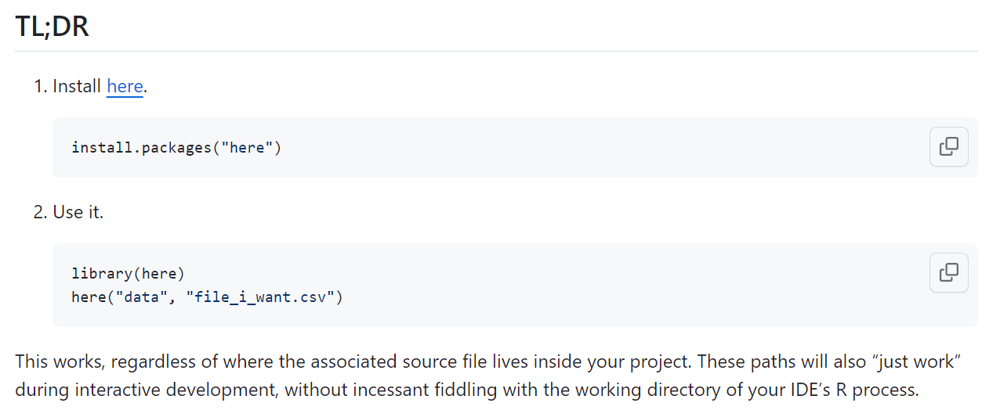 TL;DR
1. Install here.
install.packages("here")
2. Use it.
library(here)
here("data", "file_i_want.csv")
This works, regardless of where the associated source file lives inside your project. These paths will also “just work”
during interactive development, without incessant fiddling with the working directory of your IDE’s R process.